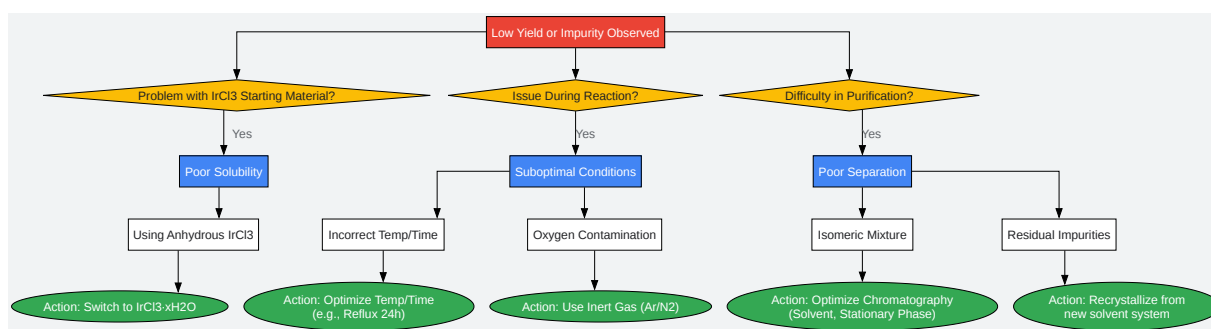 Low Yield or Impurity Observed
Problem with IrCl3 Starting Material?
Issue During Reaction?
Difficulty in Purification?
Yes
Yes
Yes
Poor Solubility
Suboptimal Conditions
Poor Separation
Using Anhydrous IrCl3
Incorrect Temp/Time
Oxygen Contamination
Isomeric Mixture
Residual Impurities
Action: Switch to IrCl3·xH2O
Action: Optimize Temp/Time
(e.g., Reflux 24h)
Action: Use Inert Gas (Ar/N2)
Action: Optimize Chromatography
(Solvent, Stationary Phase)
Action: Recrystallize from
new solvent system